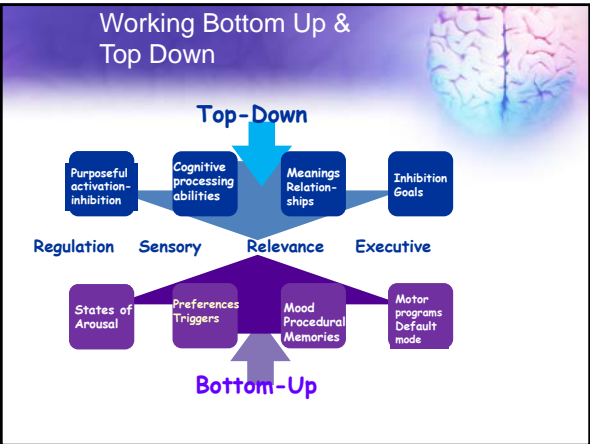 Working Bottom Up &
Top Down
Top-Down
Purposeful
activation-
inhibition
Cognitive
processing
abilities
Meanings
Relation-
ships
Inhibition
Goals
Regulation Sensory Relevance Executive
States of
Arousal
Preferences
Triggers
Mood
Procedural
Memories
Motor
programs
Default
mode
Bottom-Up